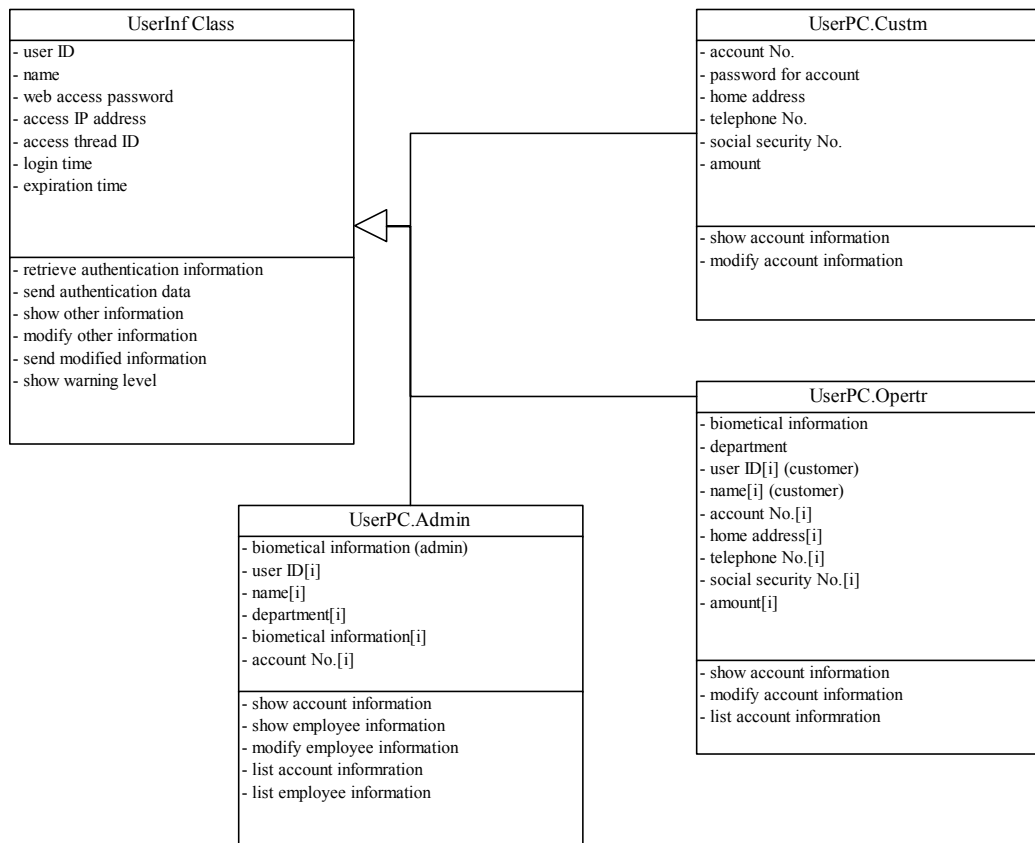 UserInf Class
- user ID
- name
- web access password
- access IP address
- access thread ID
- login time
- expiration time
- retrieve authentication information
- send authentication data
- show other information
- modify other information
- send modified information
- show warning level
UserPC.Custm
- account No.
- password for account
- home address
- telephone No.
- social security No.
- amount
- show account information
- modify account information
UserPC.Opertr
- biometical information
- department
- user ID[i] (customer)
- name[i] (customer)
- account No.[i]
- home address[i]
- telephone No.[i]
- social security No.[i]
- amount[i]
- show account information
- modify account information
- list account informration
UserPC.Admin
- biometical information (admin)
- user ID[i]
- name[i]
- department[i]
- biometical information[i]
- account No.[i]
- show account information
- show employee information
- modify employee information
- list account informration
- list employee information